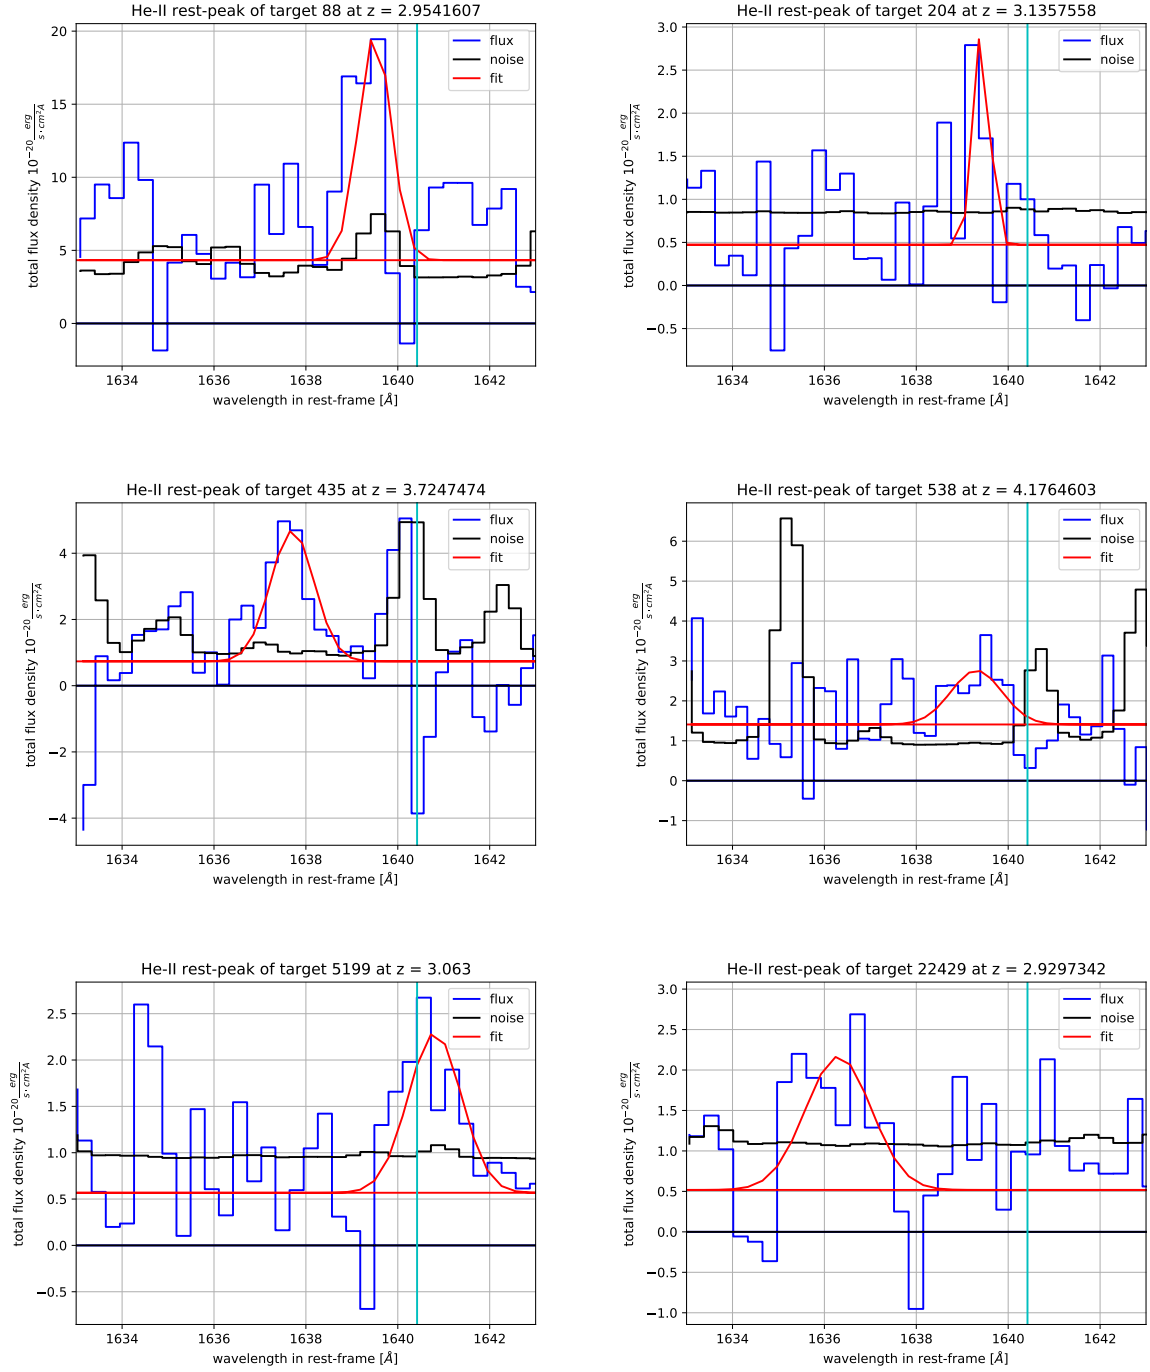 He-II rest-peak of target 88 at z = 2.9541607
total flux density 10⁻²⁰ erg / s·cm²A
20
15
10
5
0
flux
noise
fit
1634 1636 1638 1640 1642
wavelength in rest-frame [Å]
He-II rest-peak of target 204 at z = 3.1357558
total flux density 10⁻²⁰ erg / s·cm²A
3.0
2.5
2.0
1.5
1.0
0.5
0.0
−0.5
flux
noise
1634 1636 1638 1640 1642
wavelength in rest-frame [Å]
He-II rest-peak of target 435 at z = 3.7247474
total flux density 10⁻²⁰ erg / s·cm²A
4
2
0
−2
−4
flux
noise
fit
1634 1636 1638 1640 1642
wavelength in rest-frame [Å]
He-II rest-peak of target 538 at z = 4.1764603
total flux density 10⁻²⁰ erg / s·cm²A
6
5
4
3
2
1
0
−1
flux
noise
fit
1634 1636 1638 1640 1642
wavelength in rest-frame [Å]
He-II rest-peak of target 5199 at z = 3.063
total flux density 10⁻²⁰ erg / s·cm²A
2.5
2.0
1.5
1.0
0.5
0.0
−0.5
flux
noise
fit
1634 1636 1638 1640 1642
wavelength in rest-frame [Å]
He-II rest-peak of target 22429 at z = 2.9297342
total flux density 10⁻²⁰ erg / s·cm²A
3.0
2.5
2.0
1.5
1.0
0.5
0.0
−0.5
−1.0
flux
noise
fit
1634 1636 1638 1640 1642
wavelength in rest-frame [Å]